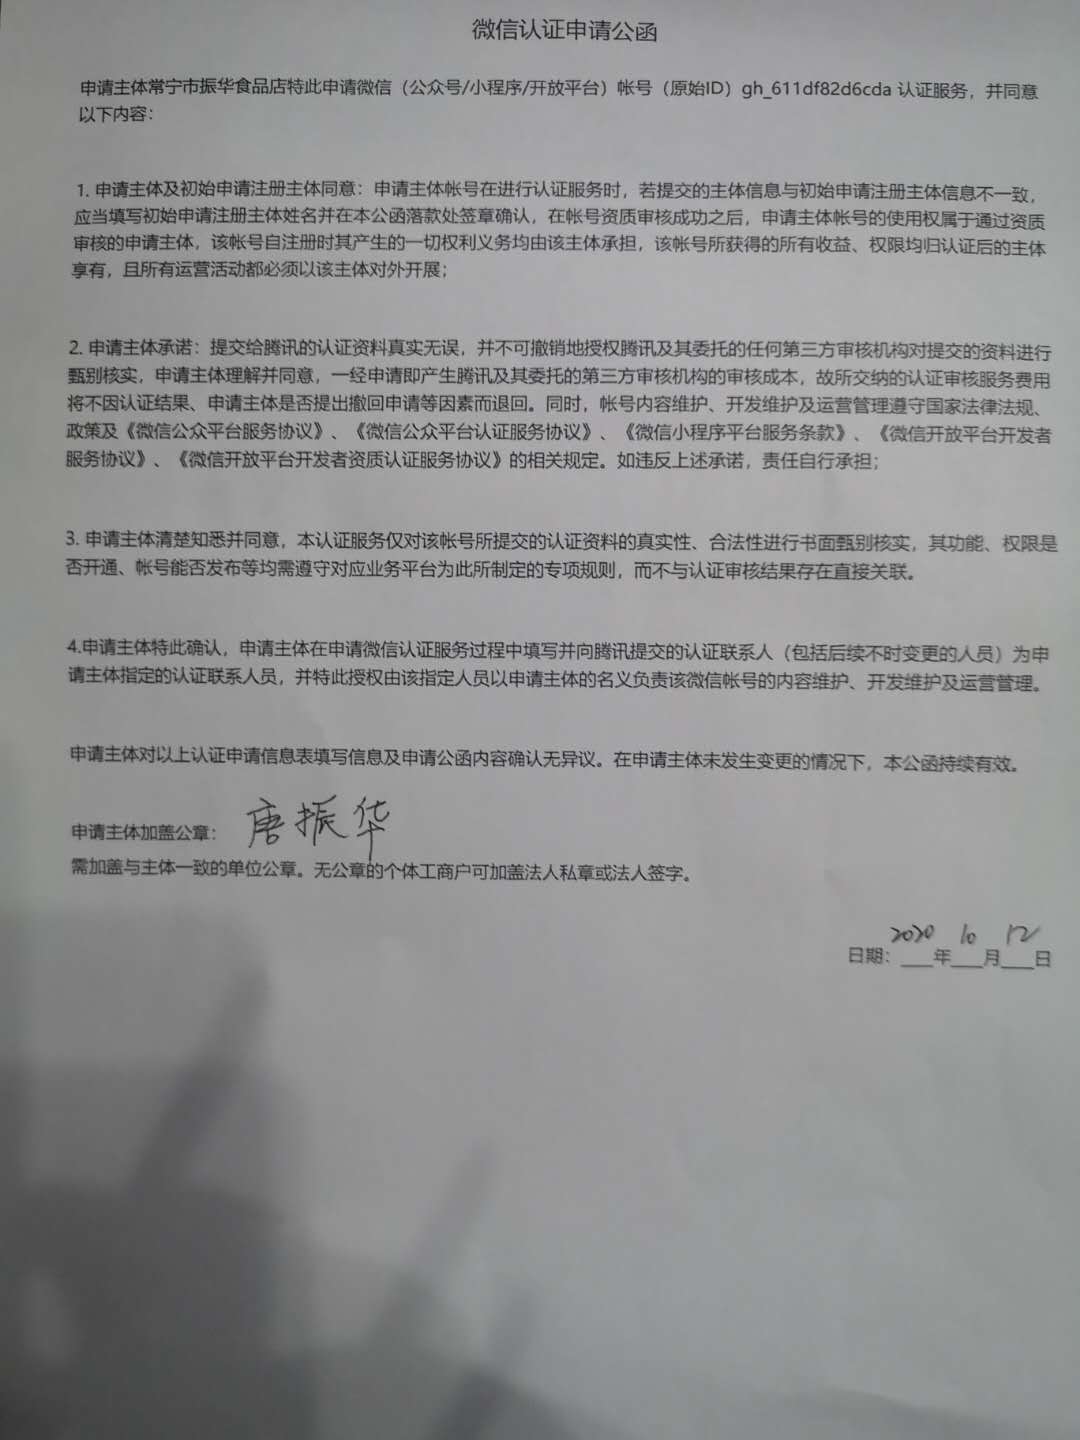 微信认证申请公函
申请主体常宁市振华食品店特此申请微信（公众号/小程序/开放平台）帐号（原始ID）gh_611df82d6cda 认证服务，并同意
以下内容：
1. 申请主体及初始申请注册主体同意：申请主体帐号在进行认证服务时，若提交的主体信息与初始申请注册主体信息不一致，
应当填写初始申请注册主体姓名并在本公函落款处签章确认，在帐号资质审核成功之后，申请主体帐号的使用权属于通过资质
审核的申请主体，该帐号自注册时其产生的一切权利义务均由该主体承担，该帐号所获得的所有收益、权限均归认证后的主体
享有，且所有运营活动都必须以该主体对外开展；
2. 申请主体承诺：提交给腾讯的认证资料真实无误，并不可撤销地授权腾讯及其委托的任何第三方审核机构对提交的资料进行
甄别核实，申请主体理解并同意，一经申请即产生腾讯及其委托的第三方审核机构的审核成本，故所交纳的认证审核服务费用
将不因认证结果、申请主体是否提出撤回申请等因素而退回。同时，帐号内容维护、开发维护及运营管理遵守国家法律法规、
政策及《微信公众平台服务协议》、《微信公众平台认证服务协议》、《微信小程序平台服务条款》、《微信开放平台开发者
服务协议》、《微信开放平台开发者资质认证服务协议》的相关规定。如违反上述承诺，责任自行承担；
3. 申请主体清楚知悉并同意，本认证服务仅对该帐号所提交的认证资料的真实性、合法性进行书面甄别核实，其功能、权限是
否开通、帐号能否发布等均需遵守对应业务平台为此所制定的专项规则，而不与认证审核结果存在直接关联。
4.申请主体特此确认，申请主体在申请微信认证服务过程中填写并向腾讯提交的认证联系人（包括后续不时变更的人员）为申
请主体指定的认证联系人员，并特此授权由该指定人员以申请主体的名义负责该微信帐号的内容维护、开发维护及运营管理。
申请主体对以上认证申请信息表填写信息及申请公函内容确认无异议。在申请主体未发生变更的情况下，本公函持续有效。
申请主体加盖公章： 唐振华
需加盖与主体一致的单位公章。无公章的个体工商户可加盖法人私章或法人签字。
日期：2020年10月12日